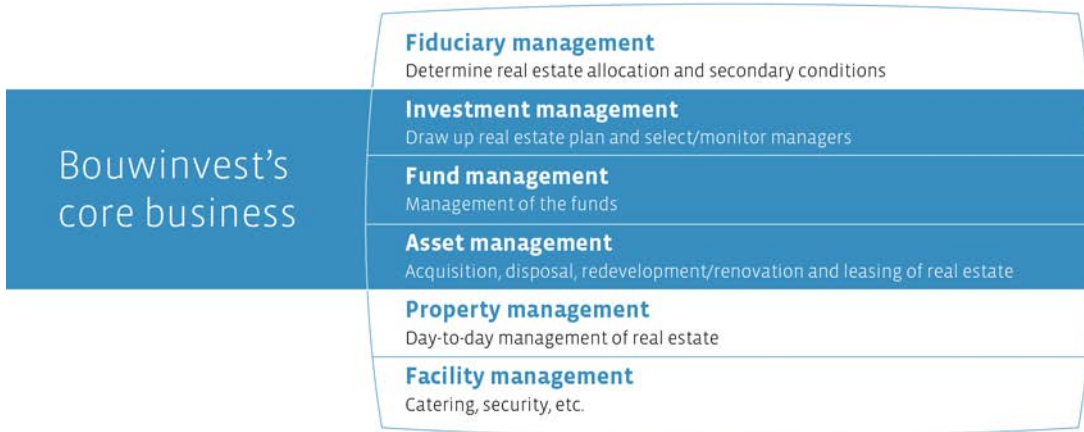 Bouwinvest's
core business
Fiduciary management
Determine real estate allocation and secondary conditions
Investment management
Draw up real estate plan and select/monitor managers
Fund management
Management of the funds
Asset management
Acquisition, disposal, redevelopment/renovation and leasing of real estate
Property management
Day-to-day management of real estate
Facility management
Catering, security, etc.